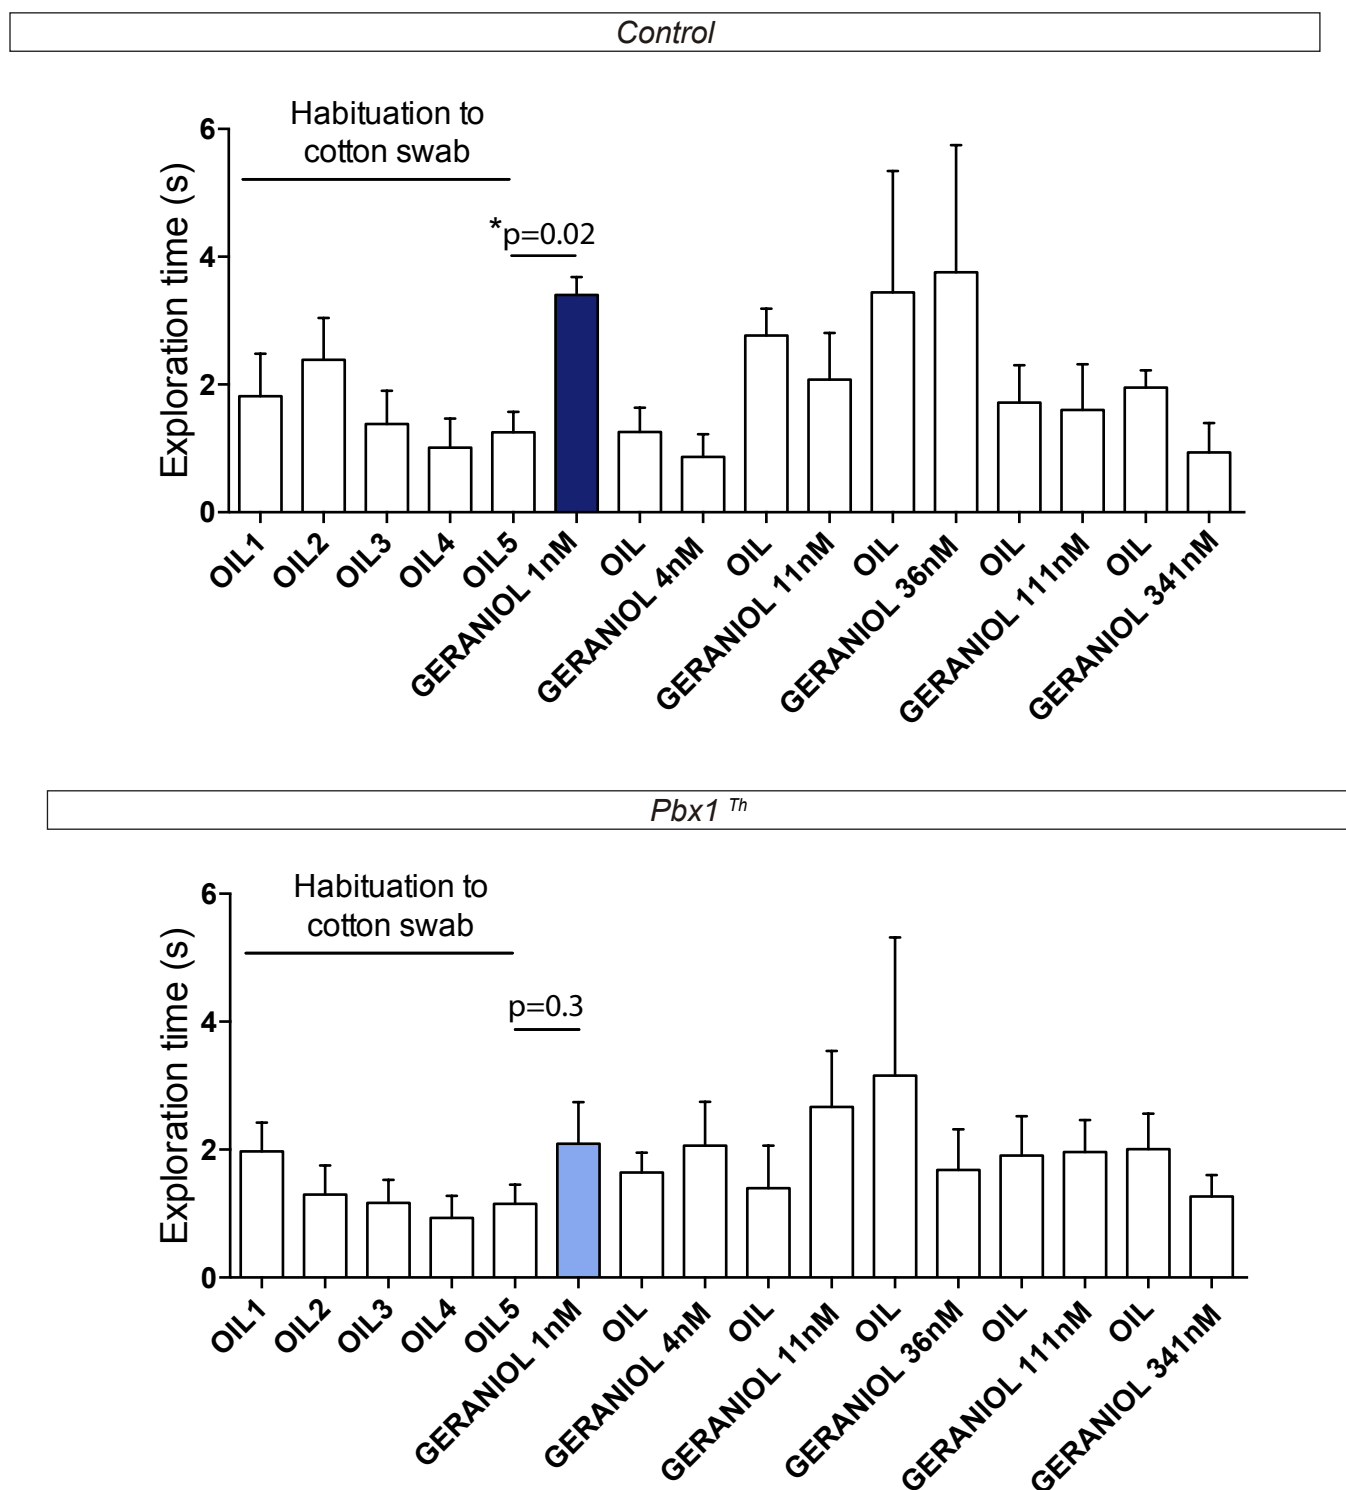 Control
Habituation to
cotton swab
*p=0.02
Exploration time (s)
6
4
2
0
OIL1
OIL2
OIL3
OIL4
OIL5
GERANIOL 1nM
OIL
GERANIOL 4nM
OIL
GERANIOL 11nM
OIL
GERANIOL 36nM
OIL
GERANIOL 111nM
OIL
GERANIOL 341nM
Pbx1 Th
Habituation to
cotton swab
p=0.3
Exploration time (s)
6
4
2
0
OIL1
OIL2
OIL3
OIL4
OIL5
GERANIOL 1nM
OIL
GERANIOL 4nM
OIL
GERANIOL 11nM
OIL
GERANIOL 36nM
OIL
GERANIOL 111nM
OIL
GERANIOL 341nM